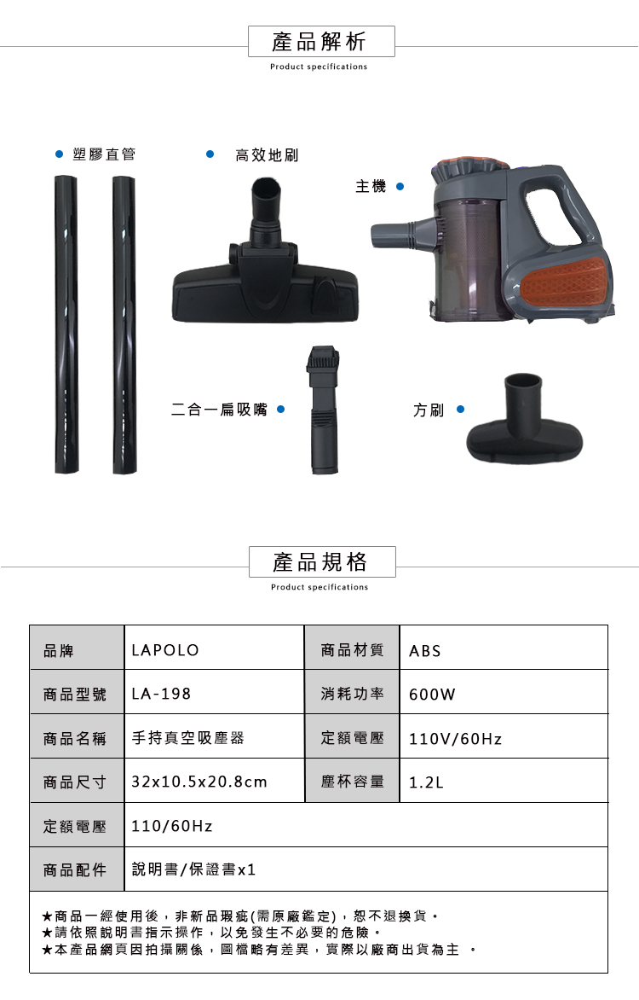 產品解析
Product specifications
塑膠直管
高效地刷
主機
二合一扁吸嘴
方刷
產品規格
Product specifications
品牌 LAPOLO 商品材質 ABS
商品型號 LA-198 消耗功率 600W
商品名稱 手持真空吸塵器 定額電壓 110V/60Hz
商品尺寸 32x10.5x20.8cm 塵杯容量 1.2L
定額電壓 110/60Hz
商品配件 說明書/保證書x1
★商品一經使用後，非新品瑕疵(需原廠鑑定)，恕不退換貨。
★請依照說明書指示操作，以免發生不必要的危險。
★本產品網頁因拍攝關係，圖檔略有差異，實際以廠商出貨為主 。